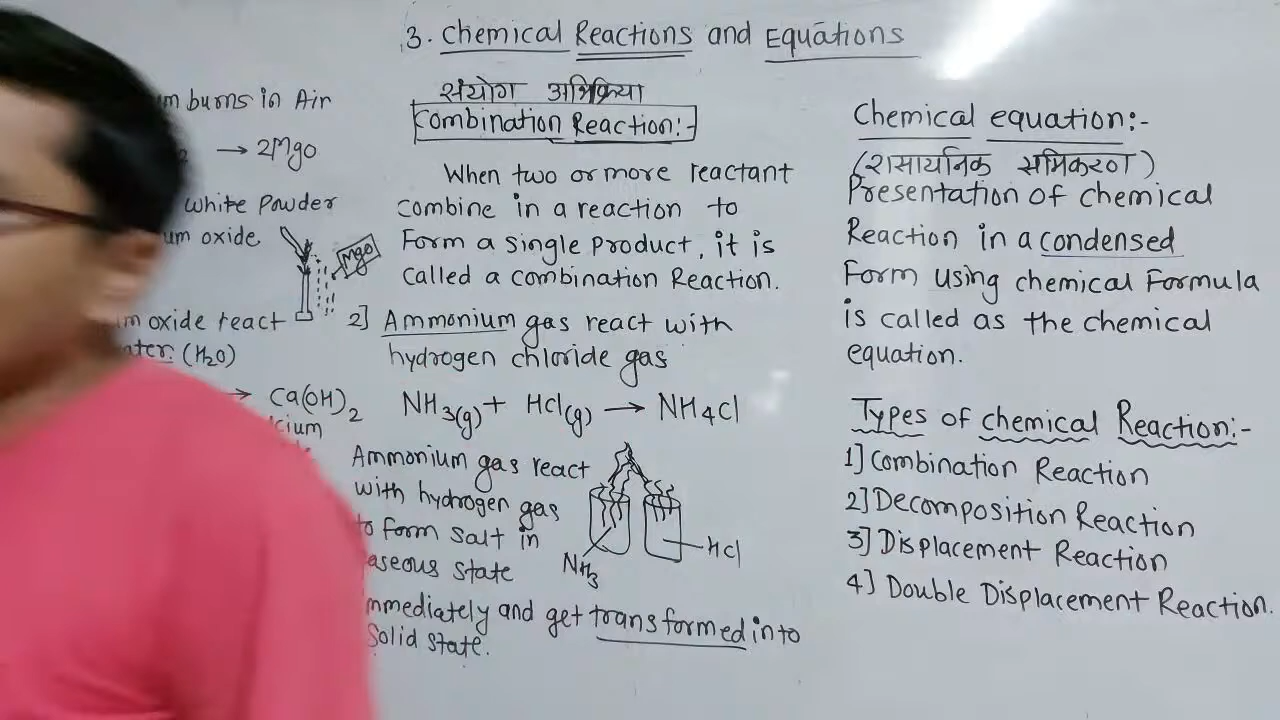 3. Chemical Reactions and Equations
burns in Air
→ 2Mgo
white Powder
oxide
Mgo
oxide react
(H2O)
→ Ca(OH)2
संयोग अभिक्रिया
Combination Reaction:-
When two or more reactant
combine in a reaction to
Form a single product, it is
called a combination Reaction.
2] Ammonium gas react with
hydrogen chloride gas
NH3(g) + Hcl(g) → NH4cl
Ammonium gas react
with hydrogen gas
to form salt in
state
NH3
Hcl
and get transformed into
Solid state.
Chemical equation:-
(रासायनिक समिकरण)
Presentation of chemical
Reaction in a condensed
Form using chemical Formula
is called as the chemical
equation.
Types of chemical Reaction:-
1] Combination Reaction
2] Decomposition Reaction
3] Displacement Reaction
4] Double Displacement Reaction.